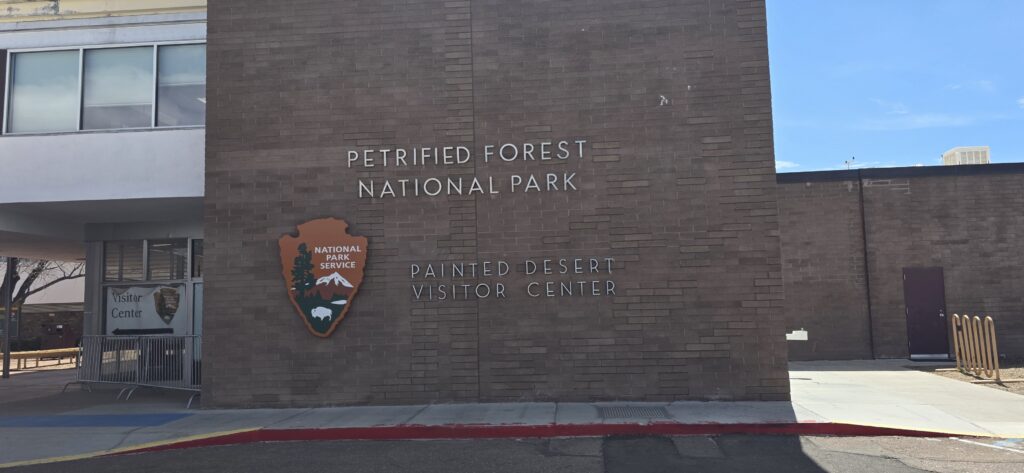 PETRIFIED FOREST
NATIONAL PARK
NATIONAL
PARK
SERVICE
PAINTED DESERT
VISITOR CENTER
Visitor
Center